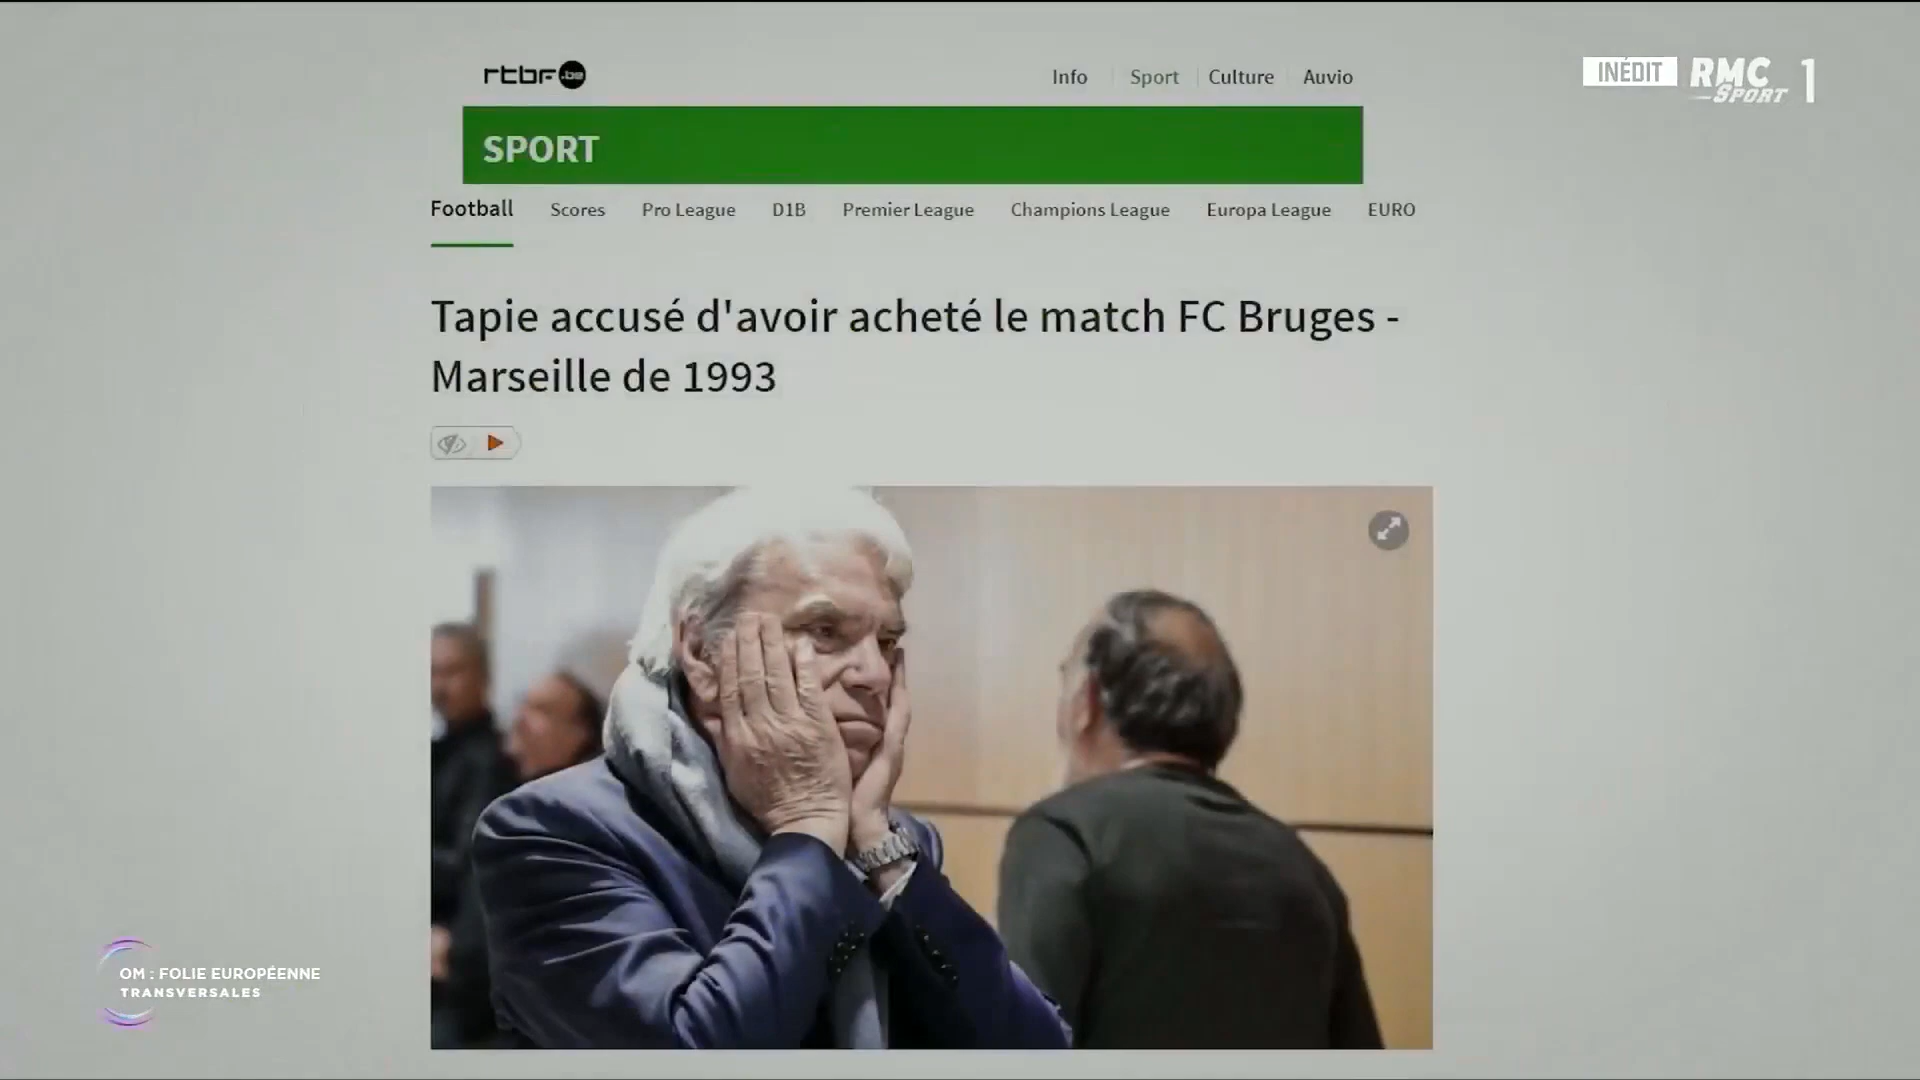 rtbf.be
Info
Sport
Culture
Auvio
INÉDIT
RMC
SPORT
1
SPORT
Football
Scores
Pro League
D1B
Premier League
Champions League
Europa League
EURO
Tapie accusé d'avoir acheté le match FC Bruges -
Marseille de 1993
OM : FOLIE EUROPÉENNE
TRANSVERSALES